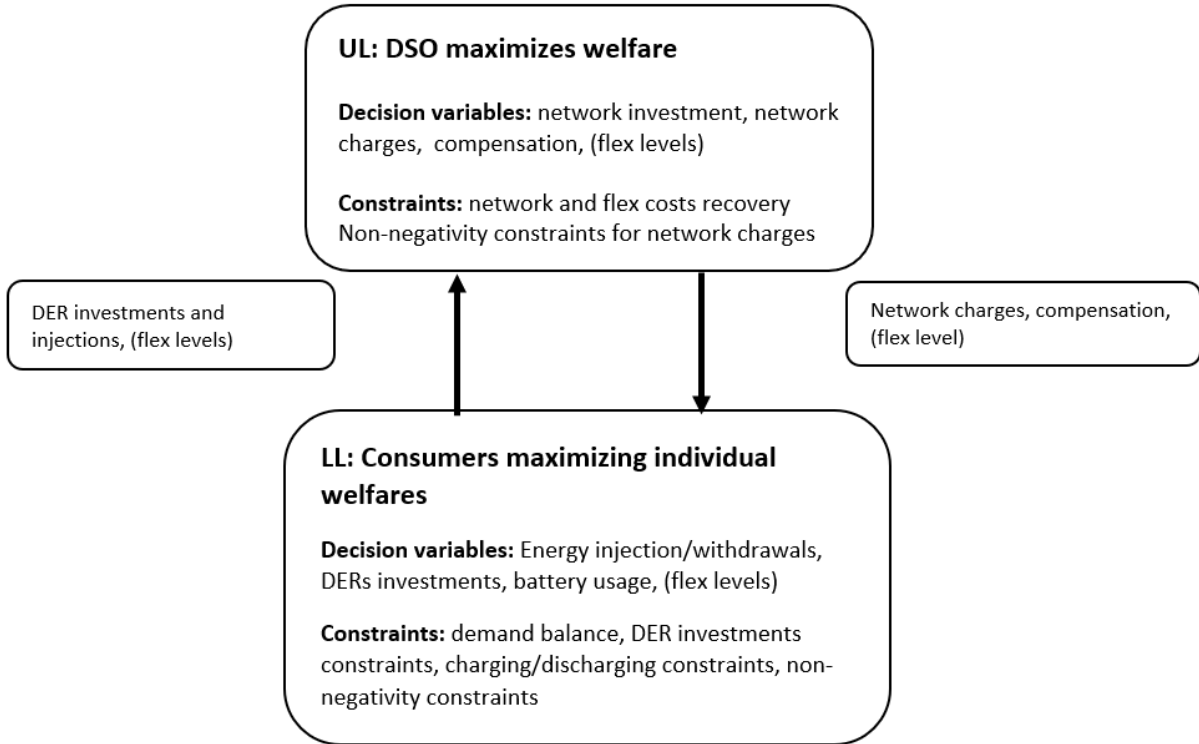 UL: DSO maximizes welfare
Decision variables: network investment, network
charges, compensation, (flex levels)
Constraints: network and flex costs recovery
Non-negativity constraints for network charges
DER investments and
injections, (flex levels)
Network charges, compensation,
(flex level)
LL: Consumers maximizing individual
welfares
Decision variables: Energy injection/withdrawals,
DERs investments, battery usage, (flex levels)
Constraints: demand balance, DER investments
constraints, charging/discharging constraints, non-
negativity constraints